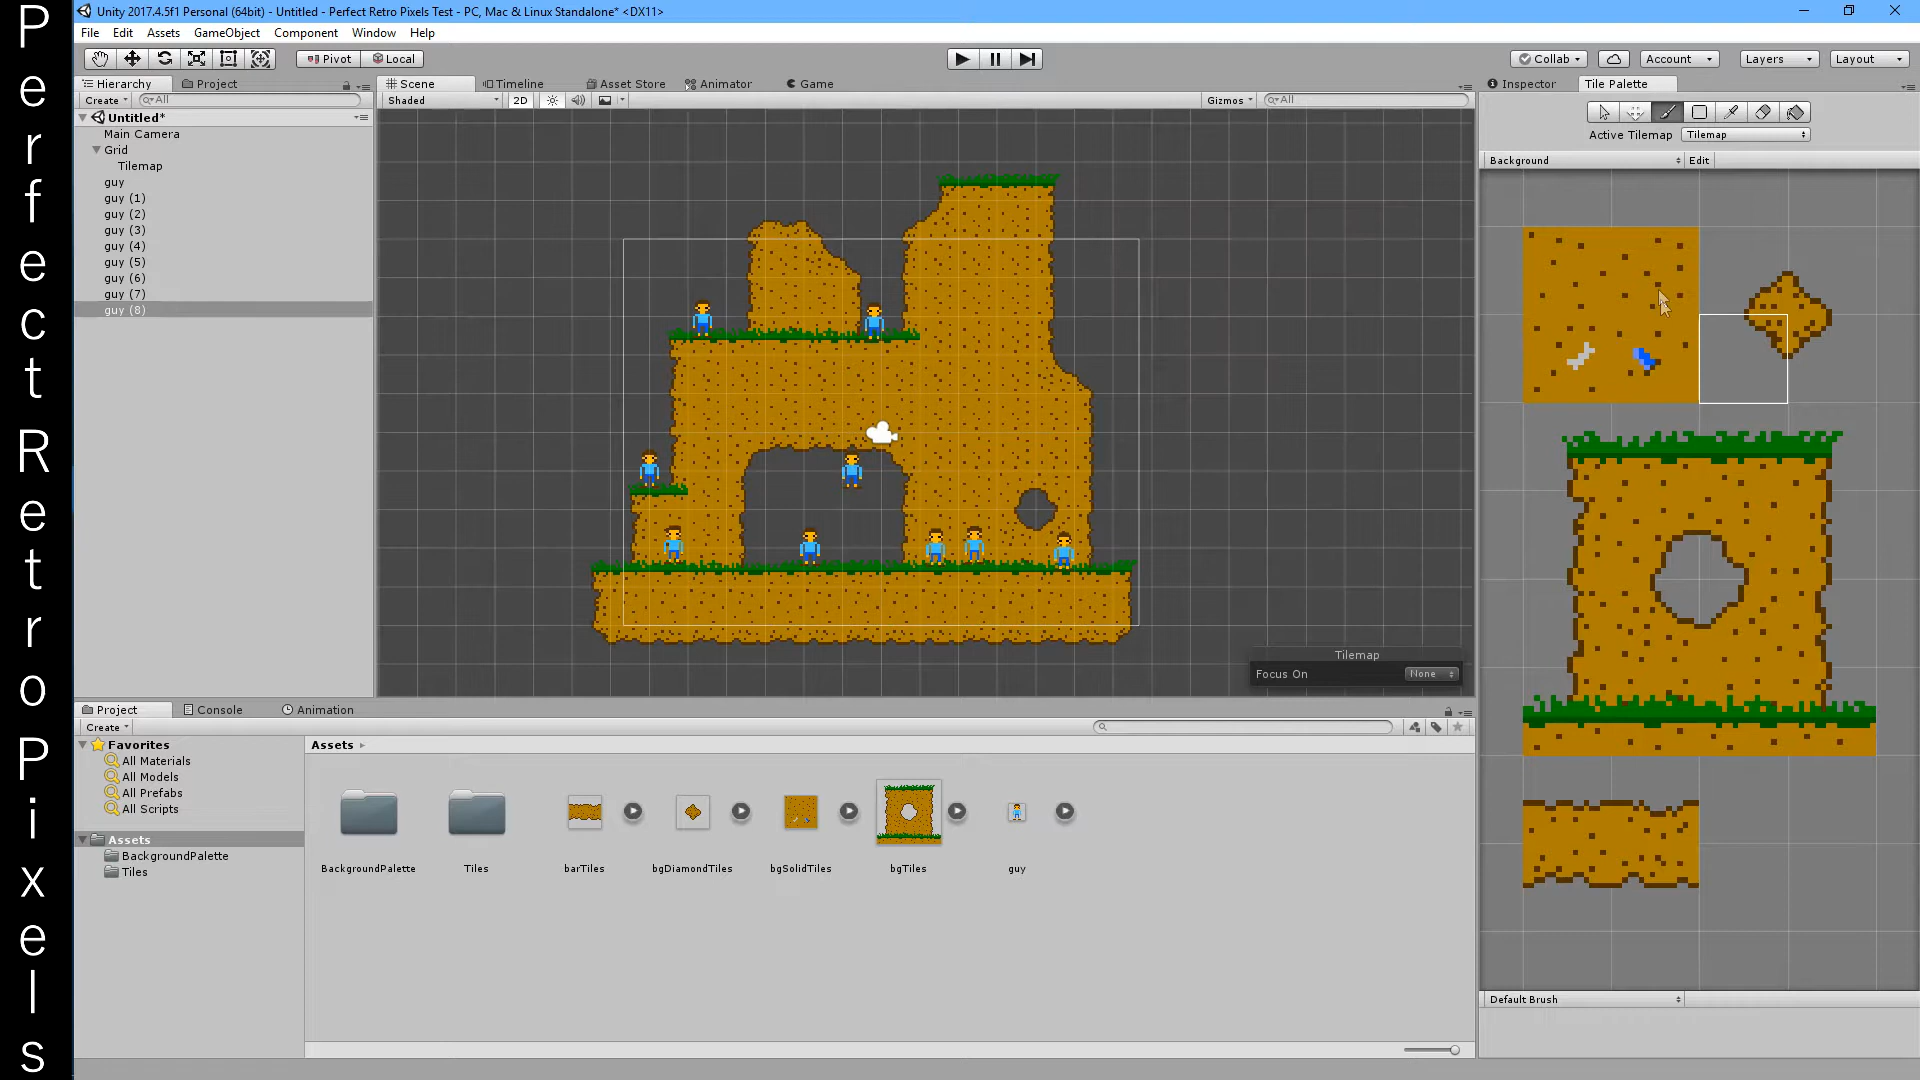 Perfect Retro Pixels
Unity 2017.4.5f1 Personal (64bit) - Untitled - Perfect Retro Pixels Test - PC, Mac & Linux Standalone* <DX11>
File Edit Assets GameObject Component Window Help
Pivot Local Collab Account Layers Layout
Hierarchy Project Scene Timeline Asset Store Animator Game Inspector Tile Palette
Create All Shaded 2D Gizmos All
Untitled*
Main Camera
Grid
Tilemap
guy
guy (1)
guy (2)
guy (3)
guy (4)
guy (5)
guy (6)
guy (7)
guy (8)
Active Tilemap Tilemap
Background Edit
Tilemap
Focus On None
Project Console Animation
Create
Favorites
All Materials
All Models
All Prefabs
All Scripts
Assets
BackgroundPalette
Tiles
Assets
BackgroundPalette Tiles barTiles bgDiamondTiles bgSolidTiles bgTiles guy
Default Brush